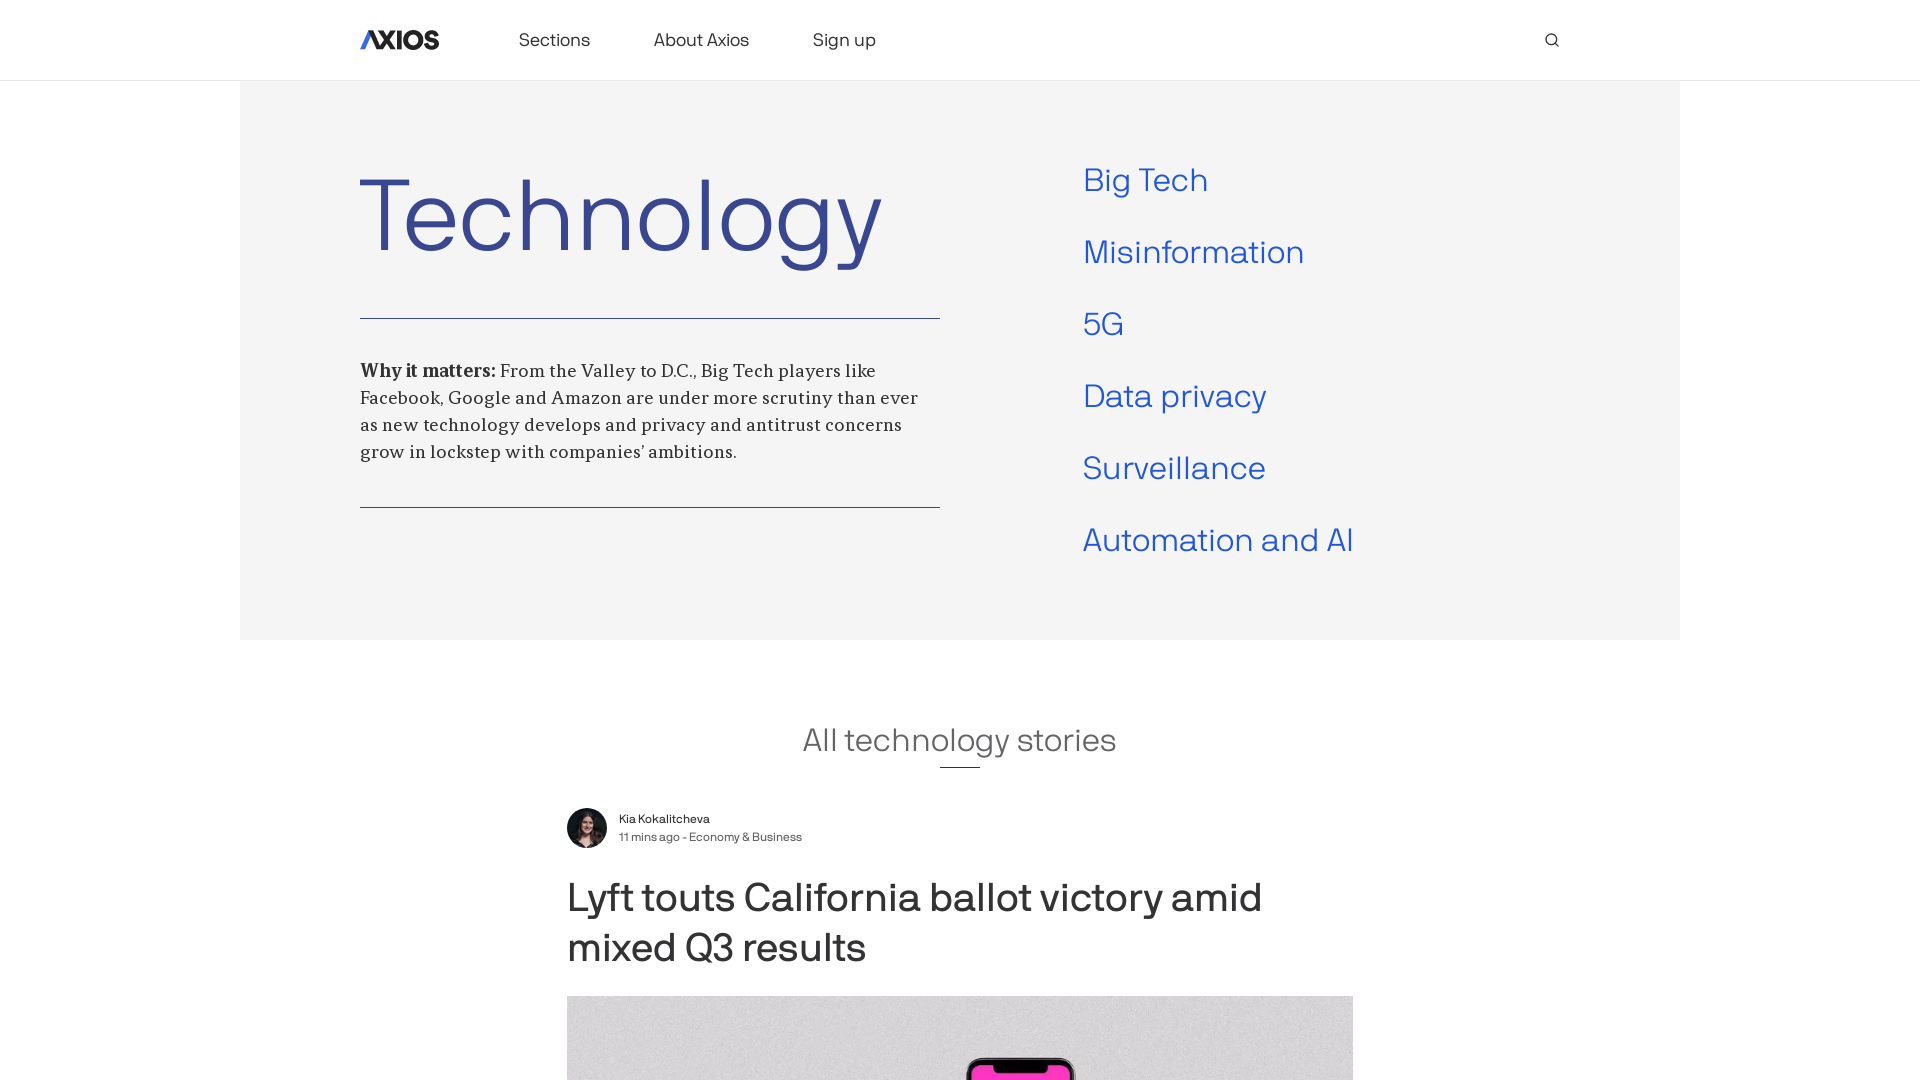 AXIOS
Sections
About Axios
Sign up
Technology
Why it matters: From the Valley to D.C., Big Tech players like
Facebook, Google and Amazon are under more scrutiny than ever
as new technology develops and privacy and antitrust concerns
grow in lockstep with companies’ ambitions.
Big Tech
Misinformation
5G
Data privacy
Surveillance
Automation and AI
All technology stories
Kia Kokalitcheva
11 mins ago - Economy & Business
Lyft touts California ballot victory amid
mixed Q3 results